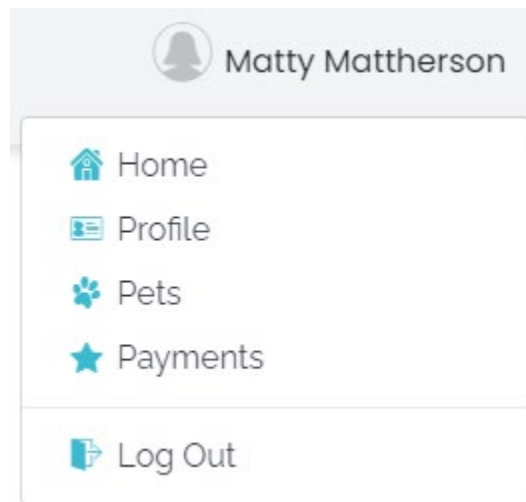 Matty Mattherson
Home
Profile
Pets
Payments
Log Out